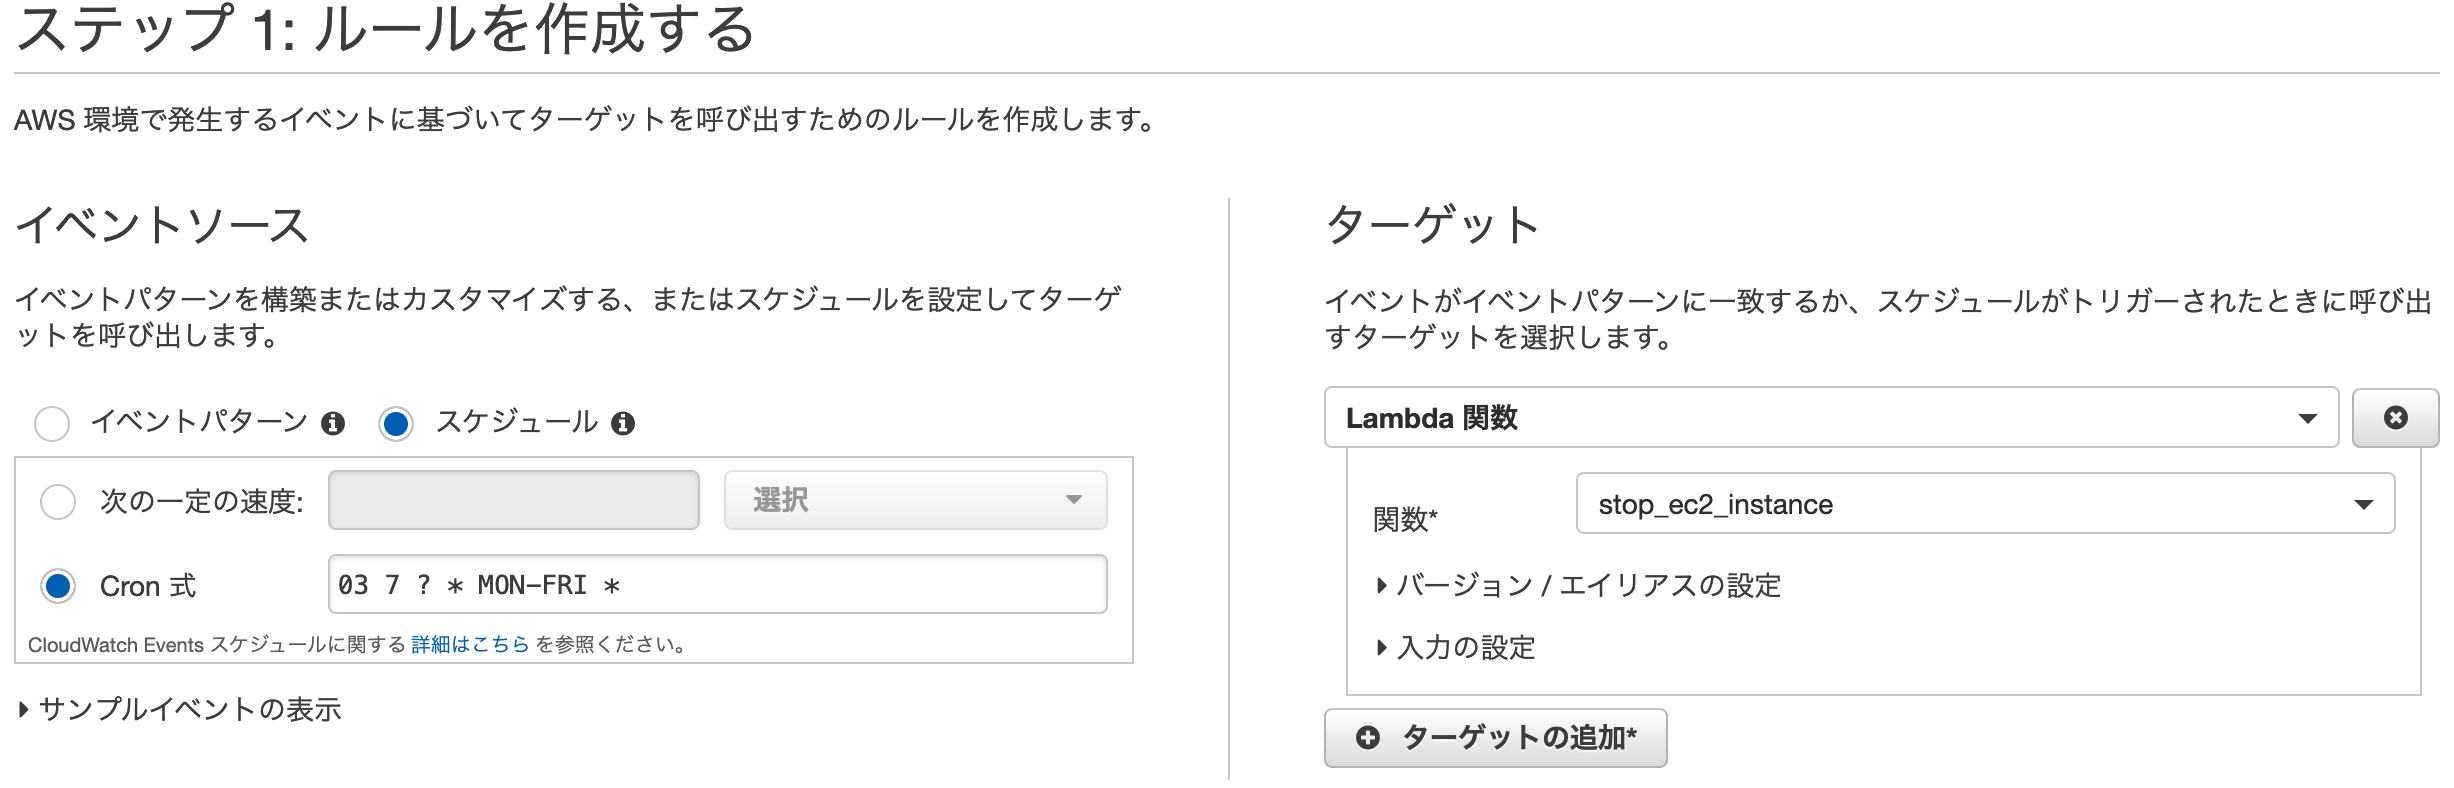 ステップ 1: ルールを作成する
AWS 環境で発生するイベントに基づいてターゲットを呼び出すためのルールを作成します。
イベントソース
イベントパターンを構築またはカスタマイズする、またはスケジュールを設定してターゲ
ットを呼び出します。
イベントパターン スケジュール
次の一定の速度: 選択
Cron 式 03 7 ? * MON-FRI *
CloudWatch Events スケジュールに関する 詳細はこちら を参照ください。
サンプルイベントの表示
ターゲット
イベントがイベントパターンに一致するか、スケジュールがトリガーされたときに呼び出
すターゲットを選択します。
Lambda 関数
関数* stop_ec2_instance
バージョン / エイリアスの設定
入力の設定
ターゲットの追加*